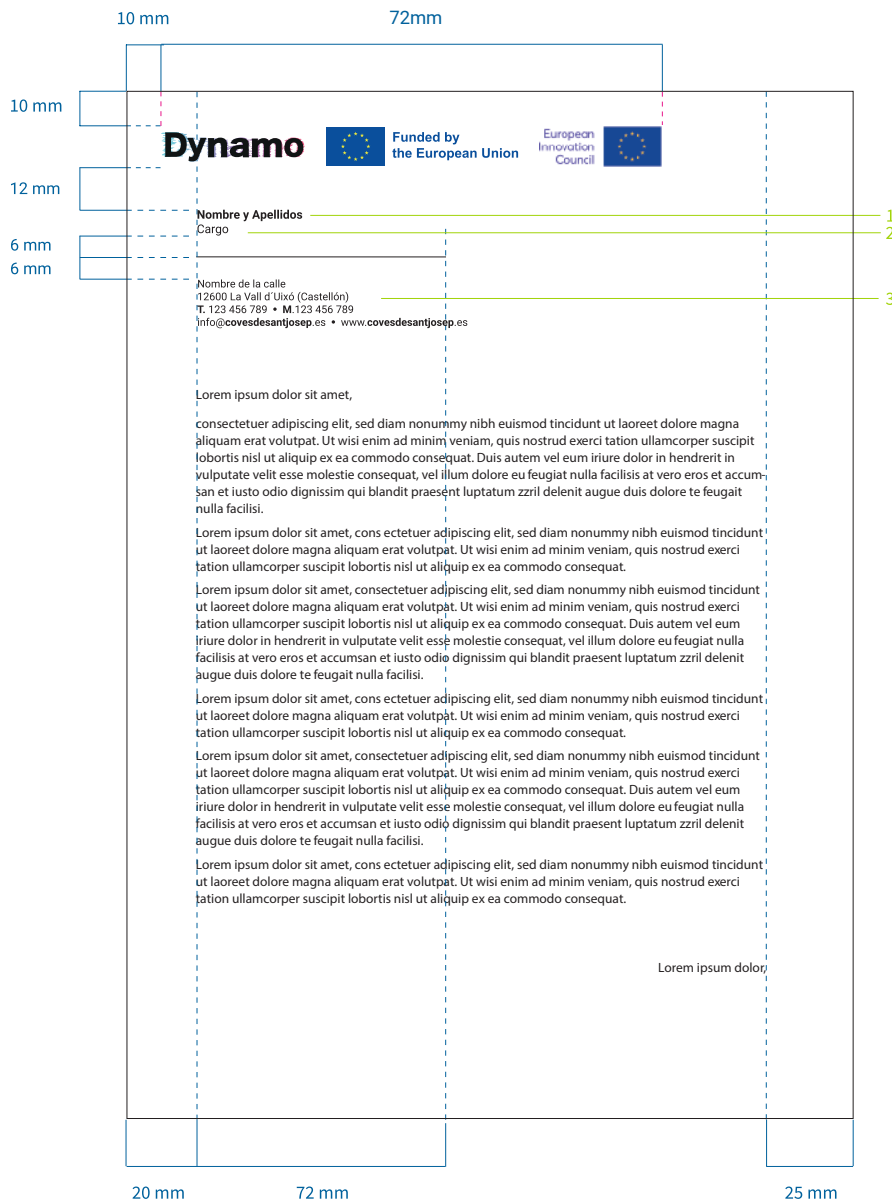 10 mm
72mm
10 mm
Dynamo
Funded by
the European Union
European
Innovation
Council
12 mm
Nombre y Apellidos
1
Cargo
2
6 mm
6 mm
Nombre de la calle
12600 La Vall d´Uixó (Castellón)
3
T. 123 456 789 • M.123 456 789
info@covesdesantjosep.es • www.covesdesantjosep.es
Lorem ipsum dolor sit amet,
consectetuer adipiscing elit, sed diam nonummy nibh euismod tincidunt ut laoreet dolore magna
aliquam erat volutpat. Ut wisi enim ad minim veniam, quis nostrud exerci tation ullamcorper suscipit
lobortis nisl ut aliquip ex ea commodo consequat. Duis autem vel eum iriure dolor in hendrerit in
vulputate velit esse molestie consequat, vel illum dolore eu feugiat nulla facilisis at vero eros et accum-
san et iusto odio dignissim qui blandit praesent luptatum zzril delenit augue duis dolore te feugait
nulla facilisi.
Lorem ipsum dolor sit amet, cons ectetuer adipiscing elit, sed diam nonummy nibh euismod tincidunt
ut laoreet dolore magna aliquam erat volutpat. Ut wisi enim ad minim veniam, quis nostrud exerci
tation ullamcorper suscipit lobortis nisl ut aliquip ex ea commodo consequat.
Lorem ipsum dolor sit amet, consectetuer adipiscing elit, sed diam nonummy nibh euismod tincidunt
ut laoreet dolore magna aliquam erat volutpat. Ut wisi enim ad minim veniam, quis nostrud exerci
tation ullamcorper suscipit lobortis nisl ut aliquip ex ea commodo consequat. Duis autem vel eum
iriure dolor in hendrerit in vulputate velit esse molestie consequat, vel illum dolore eu feugiat nulla
facilisis at vero eros et accumsan et iusto odio dignissim qui blandit praesent luptatum zzril delenit
augue duis dolore te feugait nulla facilisi.
Lorem ipsum dolor sit amet, cons ectetuer adipiscing elit, sed diam nonummy nibh euismod tincidunt
ut laoreet dolore magna aliquam erat volutpat. Ut wisi enim ad minim veniam, quis nostrud exerci
tation ullamcorper suscipit lobortis nisl ut aliquip ex ea commodo consequat.
Lorem ipsum dolor sit amet, consectetuer adipiscing elit, sed diam nonummy nibh euismod tincidunt
ut laoreet dolore magna aliquam erat volutpat. Ut wisi enim ad minim veniam, quis nostrud exerci
tation ullamcorper suscipit lobortis nisl ut aliquip ex ea commodo consequat. Duis autem vel eum
iriure dolor in hendrerit in vulputate velit esse molestie consequat, vel illum dolore eu feugiat nulla
facilisis at vero eros et accumsan et iusto odio dignissim qui blandit praesent luptatum zzril delenit
augue duis dolore te feugait nulla facilisi.
Lorem ipsum dolor sit amet, cons ectetuer adipiscing elit, sed diam nonummy nibh euismod tincidunt
ut laoreet dolore magna aliquam erat volutpat. Ut wisi enim ad minim veniam, quis nostrud exerci
tation ullamcorper suscipit lobortis nisl ut aliquip ex ea commodo consequat.
Lorem ipsum dolor,
20 mm
72 mm
25 mm